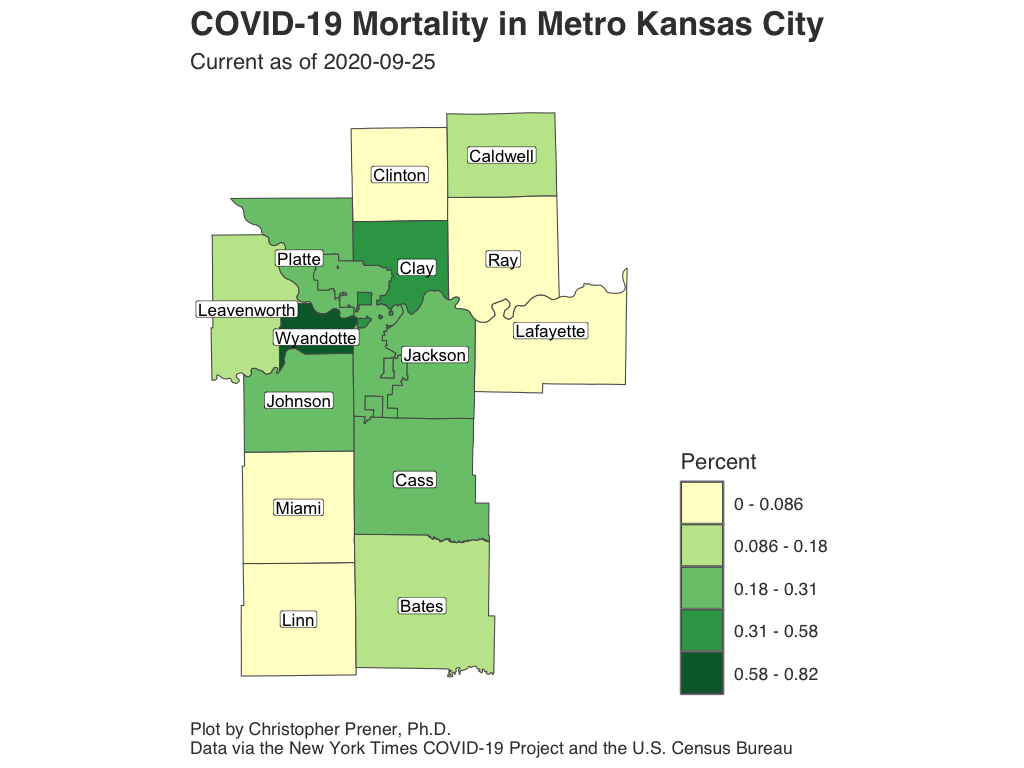 COVID-19 Mortality in Metro Kansas City
Current as of 2020-09-25
Caldwell
Clinton
Platte
Clay
Ray
Leavenworth
Wyandotte
Lafayette
Jackson
Johnson
Cass
Miami
Bates
Linn
Percent
0 - 0.086
0.086 - 0.18
0.18 - 0.31
0.31 - 0.58
0.58 - 0.82
Plot by Christopher Prener, Ph.D.
Data via the New York Times COVID-19 Project and the U.S. Census Bureau